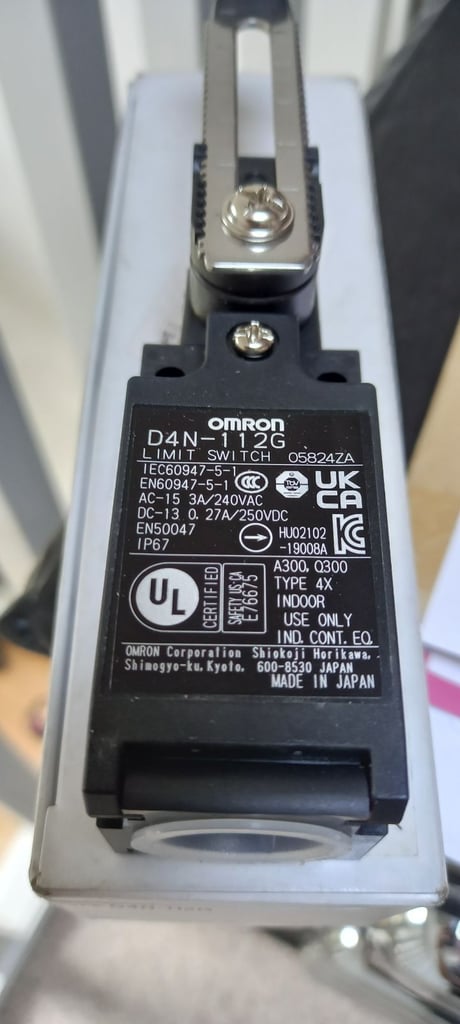 OMRON
D4N-112G
LIMIT SWITCH 05824ZA
IEC60947-5-1
EN60947-5-1 CCC TÜV UK CA
AC-15 3A/240VAC
DC-13 0.27A/250VDC
EN50047
IP67
HU02102
-19008A
UL CERTIFIED
SAFETY US-CA
E76675
A300, Q300
TYPE 4X
INDOOR
USE ONLY
IND. CONT. EQ.
OMRON Corporation Shiokoji Horikawa,
Shimogyo-ku, Kyoto, 600-8530 JAPAN
MADE IN JAPAN